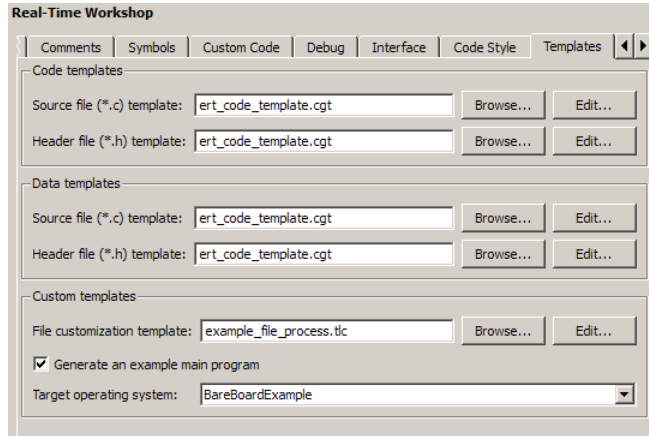 Real-Time Workshop
Comments Symbols Custom Code Debug Interface Code Style Templates
Code templates
Source file (*.c) template: ert_code_template.cgt Browse... Edit...
Header file (*.h) template: ert_code_template.cgt Browse... Edit...
Data templates
Source file (*.c) template: ert_code_template.cgt Browse... Edit...
Header file (*.h) template: ert_code_template.cgt Browse... Edit...
Custom templates
File customization template: example_file_process.tlc Browse... Edit...
Generate an example main program
Target operating system: BareBoardExample